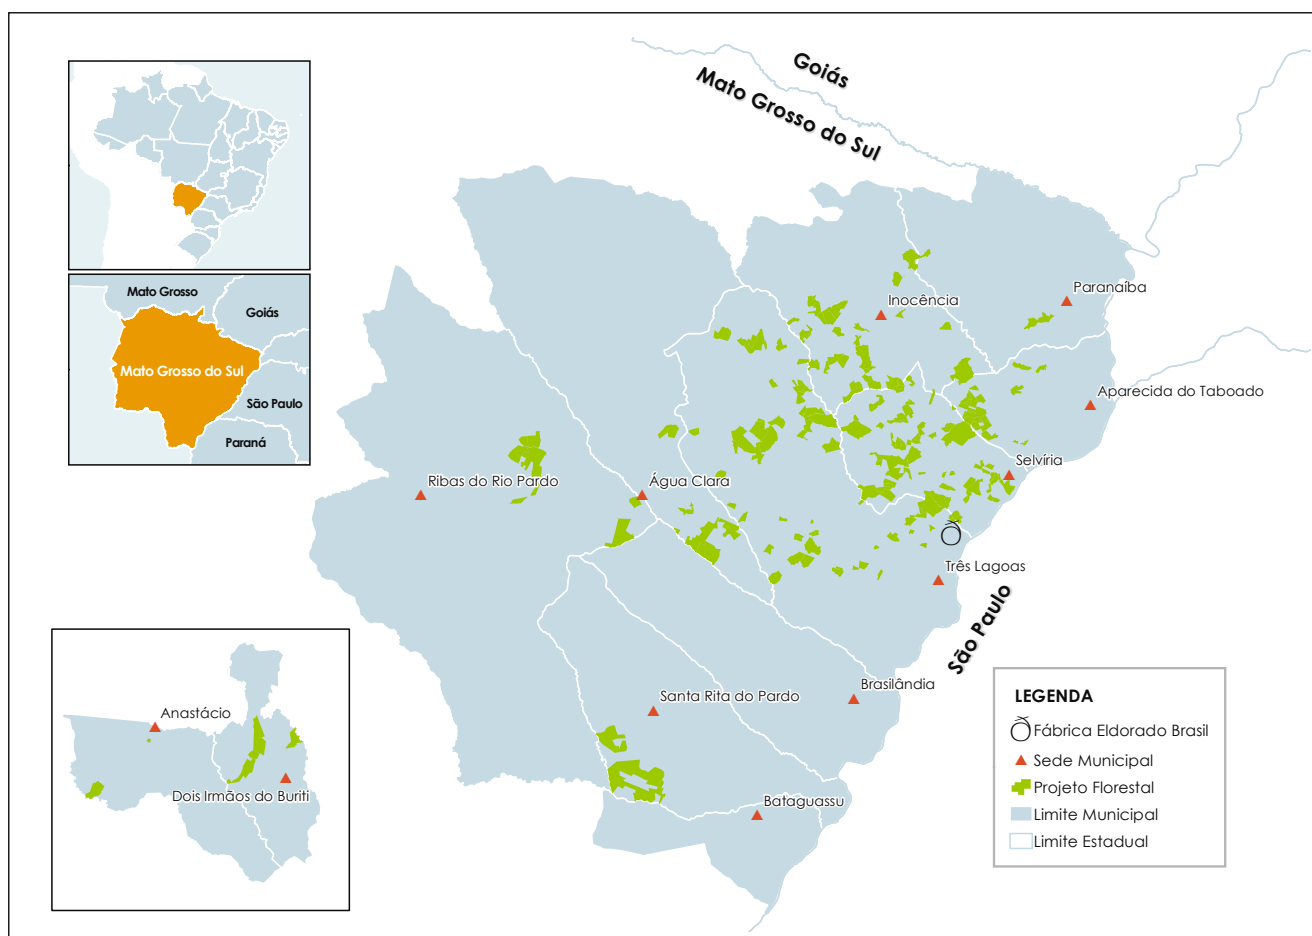 Goiás
Mato Grosso do Sul
Mato Grosso
Goiás
Mato Grosso do Sul
São Paulo
Paraná
Paranaíba
Inocência
Aparecida do Taboado
Selvíria
Ribas do Rio Pardo
Água Clara
Três Lagoas
São Paulo
Brasilândia
Santa Rita do Pardo
Bataguassu
Anastácio
Dois Irmãos do Buriti
LEGENDA
Fábrica Eldorado Brasil
Sede Municipal
Projeto Florestal
Limite Municipal
Limite Estadual